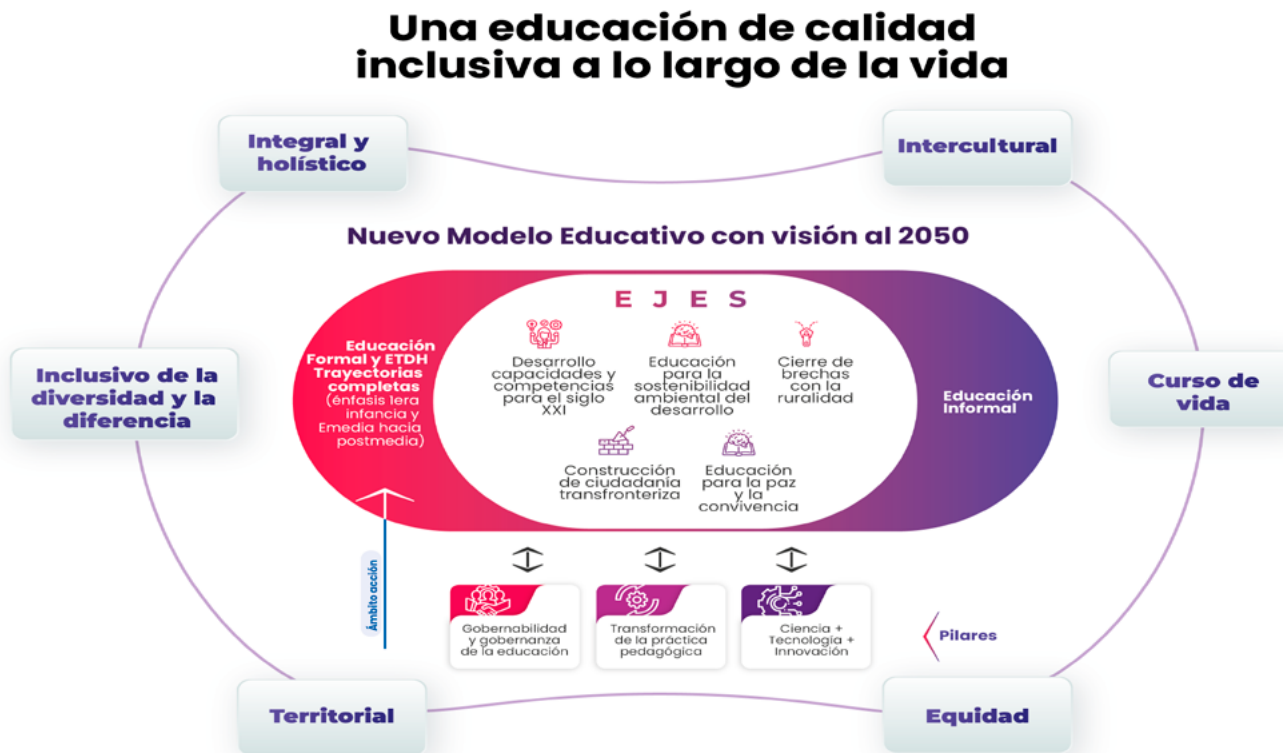 Una educación de calidad
inclusiva a lo largo de la vida
Integral y
holístico
Intercultural
Nuevo Modelo Educativo con visión al 2050
Inclusivo de la
diversidad y la
diferencia
Educación
Formal y ETDH
Trayectorias
completas
(énfasis 1era
infancia y
Emedia hacia
postmedia)
E J E S
Desarrollo
capacidades y
competencias
para el siglo
XXI
Educación
para la
sostenibilidad
ambiental del
desarrollo
Cierre de
brechas con la
ruralidad
Construcción
de ciudadanía
transfronteriza
Educación
para la paz
y la
convivencia
Educación
Informal
Curso de
vida
Ámbito acción
Gobernabilidad
y gobernanza
de la educación
Transformación
de la práctica
pedagógica
Ciencia +
Tecnología +
Innovación
Pilares
Territorial
Equidad